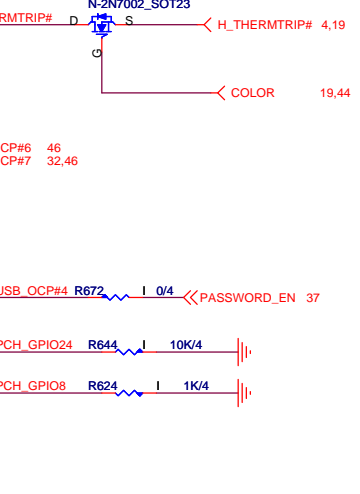 N-2N7002_SOT23
RMTRIP# D S H_THERMTRIP# 4,19
G
COLOR 19,44
CP#6 46
CP#7 32,46
USB_OCP#4 R672 I 0/4 PASSWORD_EN 37
PCH_GPIO24 R644 I 10K/4
PCH_GPIO8 R624 I 1K/4